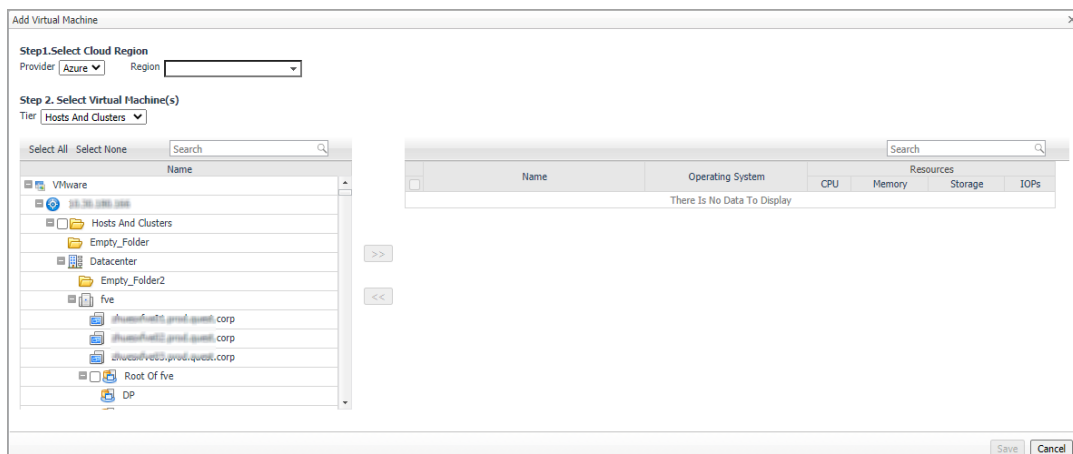 Add Virtual Machine
Step1.Select Cloud Region
Provider Azure Region
Step 2. Select Virtual Machine(s)
Tier Hosts And Clusters
Select All Select None Search
Name
VMware
Hosts And Clusters
Empty_Folder
Datacenter
Empty_Folder2
fve
.corp
.corp
.corp
Root Of fve
DP
>>
<<
Search
Name Operating System Resources
CPU Memory Storage IOPs
There Is No Data To Display
Save Cancel